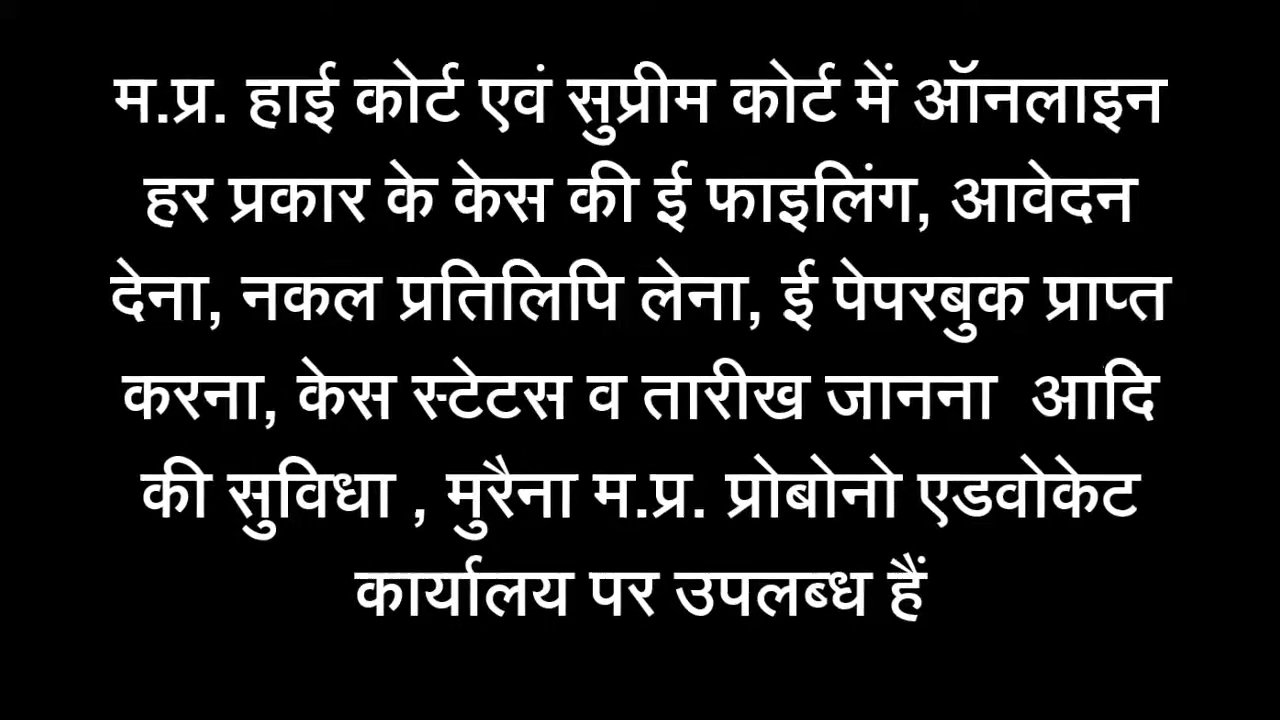 म.प्र. हाई कोर्ट एवं सुप्रीम कोर्ट में ऑनलाइन
हर प्रकार के केस की ई फाइलिंग, आवेदन
देना, नकल प्रतिलिपि लेना, ई पेपरबुक प्राप्त
करना, केस स्टेटस व तारीख जानना  आदि
की सुविधा , मुरैना म.प्र. प्रोबोनो एडवोकेट
कार्यालय पर उपलब्ध हैं